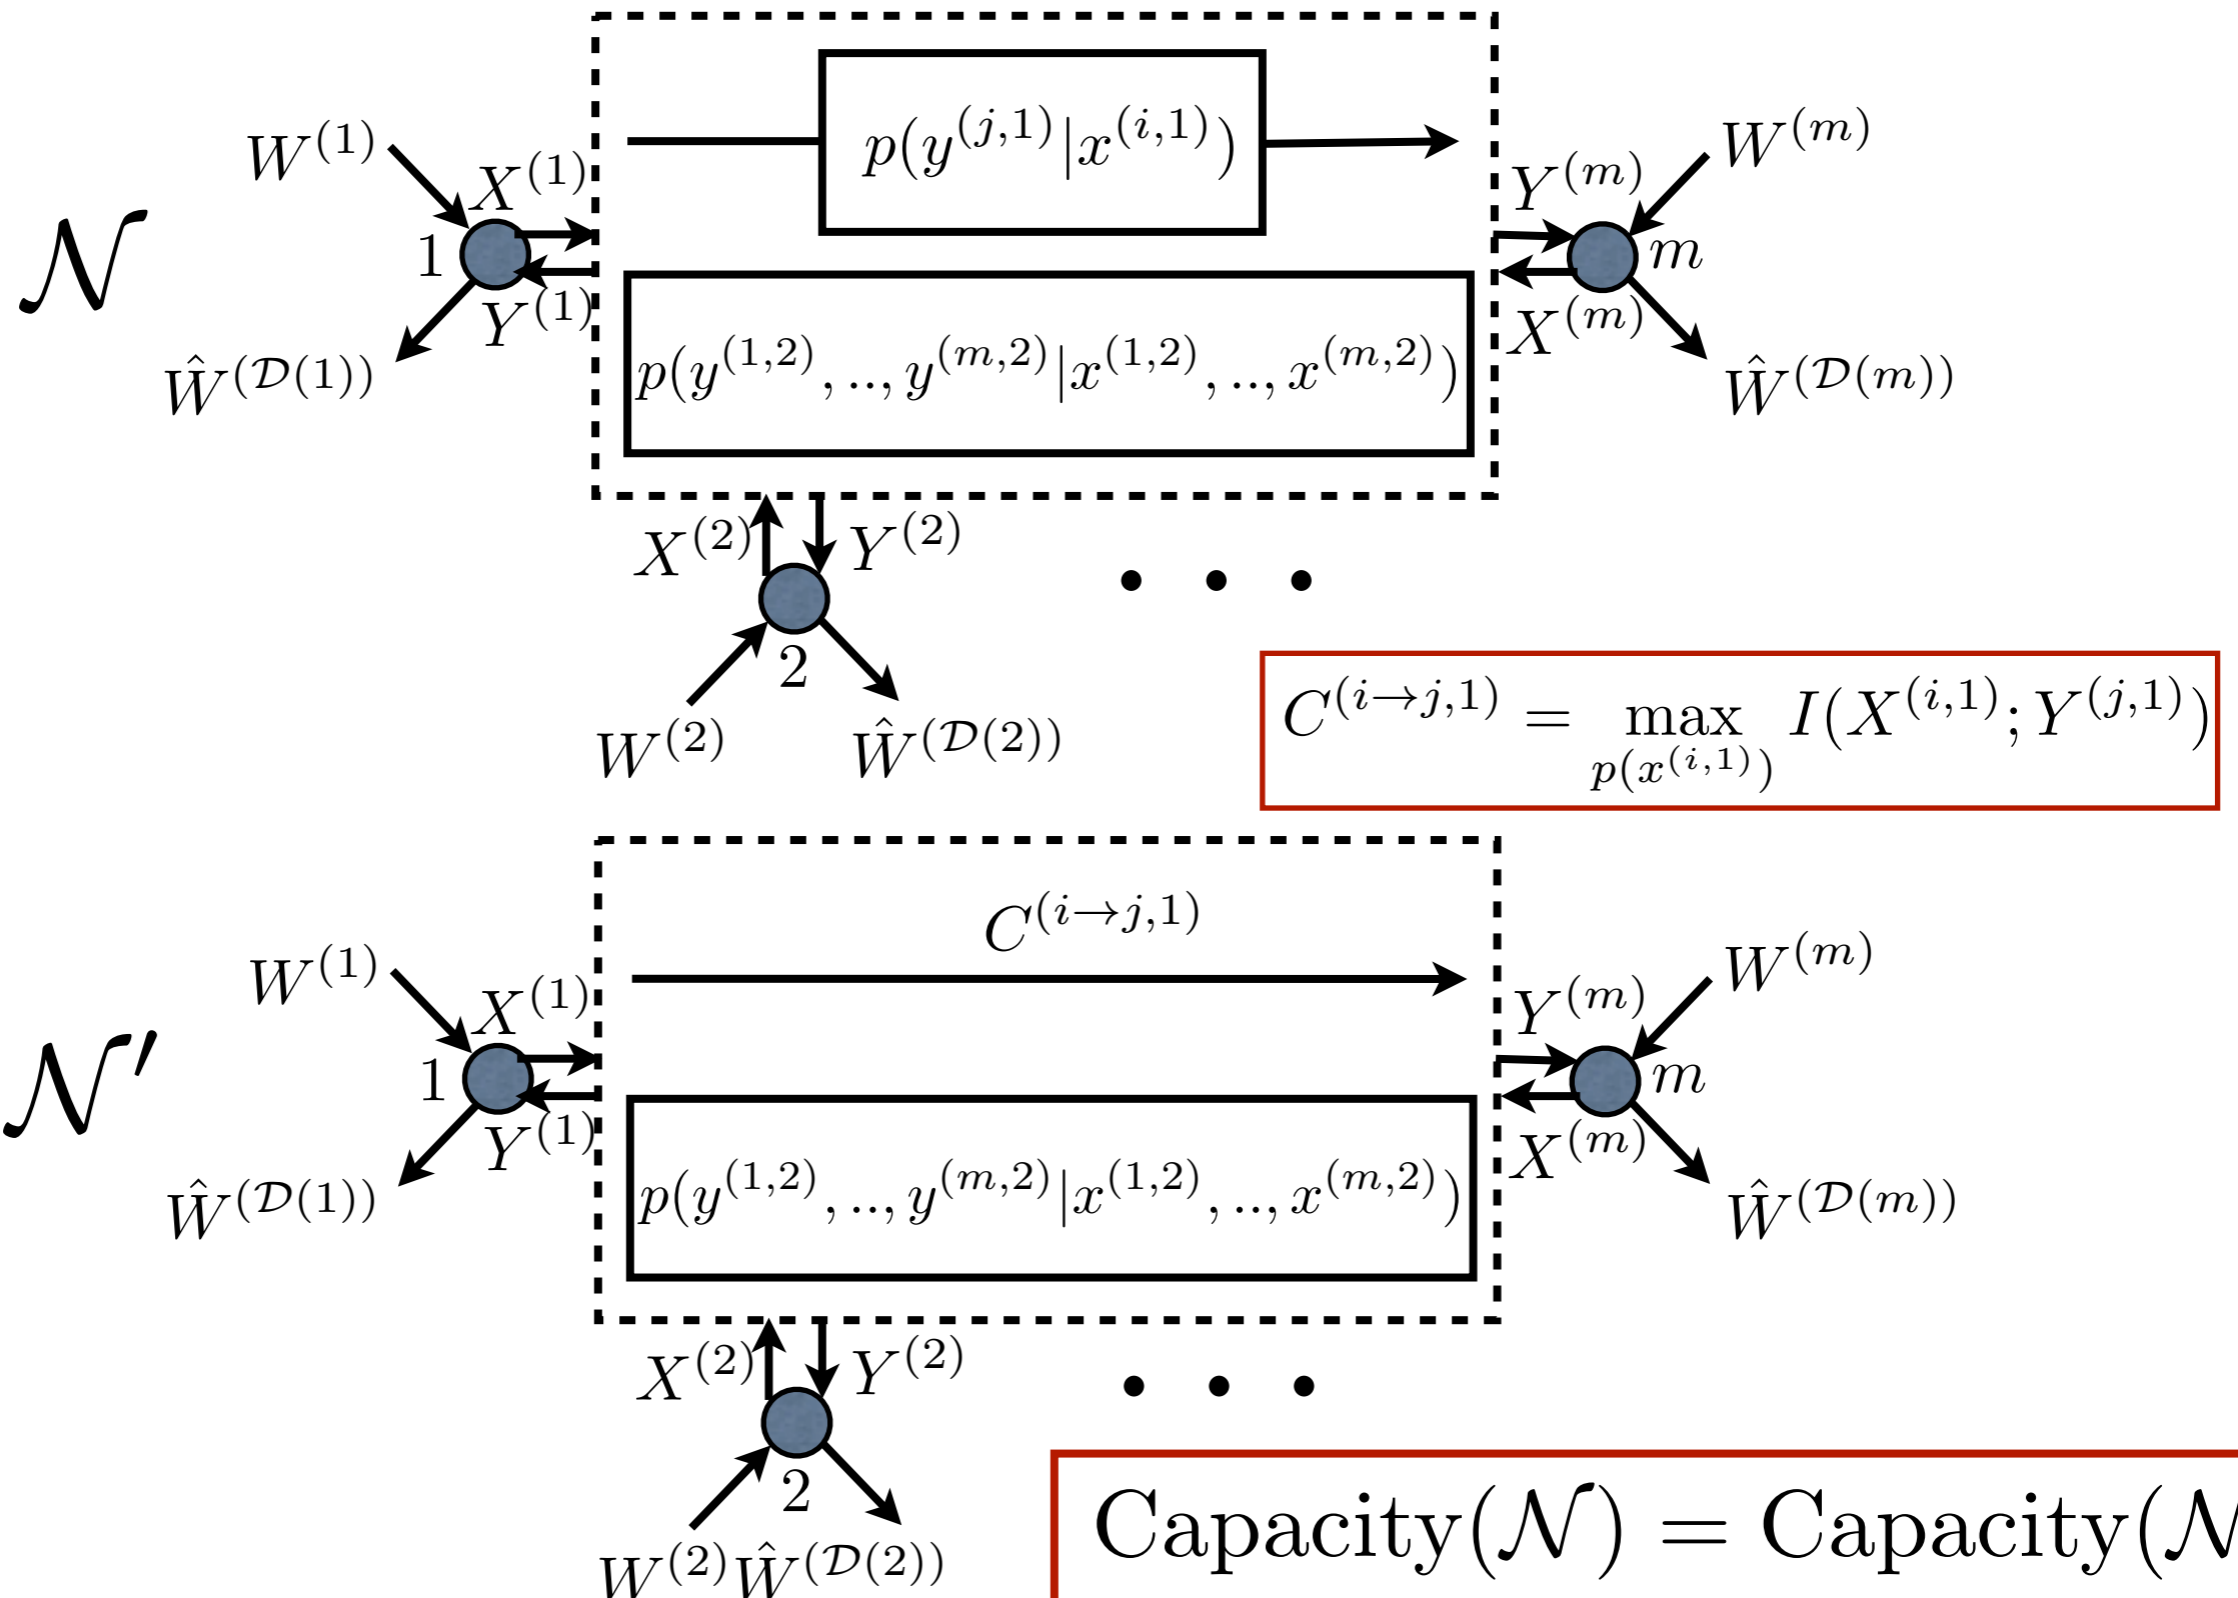 𝒩
W^(1)
X^(1)
1
Y^(1)
Ŵ^(𝒟(1))
p(y^(j,1)|x^(i,1))
p(y^(1,2),..,y^(m,2)|x^(1,2),..,x^(m,2))
W^(m)
Y^(m)
m
X^(m)
Ŵ^(𝒟(m))
X^(2)
Y^(2)
2
W^(2)
Ŵ^(𝒟(2))
• • •
C^(i→j,1) = max_{p(x^(i,1))} I(X^(i,1); Y^(j,1))
𝒩′
W^(1)
X^(1)
1
Y^(1)
Ŵ^(𝒟(1))
C^(i→j,1)
p(y^(1,2),..,y^(m,2)|x^(1,2),..,x^(m,2))
W^(m)
Y^(m)
m
X^(m)
Ŵ^(𝒟(m))
X^(2)
Y^(2)
2
W^(2)
Ŵ^(𝒟(2))
• • •
Capacity(𝒩) = Capacity(𝒩